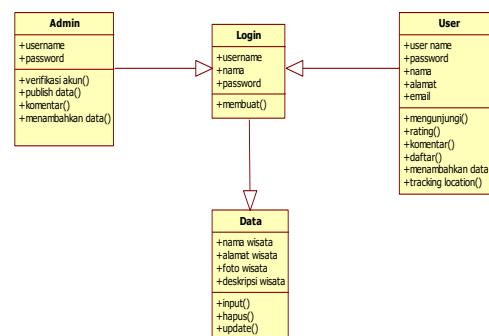 Admin
+username
+password
+verifikasi akun()
+publish data()
+komentar()
+menambahkan data()
Login
+username
+nama
+password
+membuat()
User
+user name
+password
+nama
+alamat
+email
+mengunjungi()
+rating()
+komentar()
+daftar()
+menambahkan data
+tracking location()
Data
+nama wisata
+alamat wisata
+foto wisata
+deskripsi wisata
+input()
+hapus()
+update()